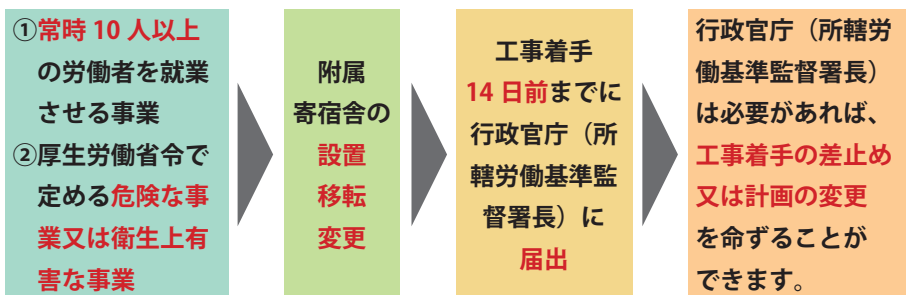 ①常時 10 人以上
の労働者を就業
させる事業
②厚生労働省令で
定める危険な事
業又は衛生上有
害な事業
附属
寄宿舎の
設置
移転
変更
工事着手
14 日前までに
行政官庁（所
轄労働基準監
督署長）に
届出
行政官庁（所轄労
働基準監督署長）
は必要があれば、
工事着手の差止め
又は計画の変更
を命ずることが
できます。